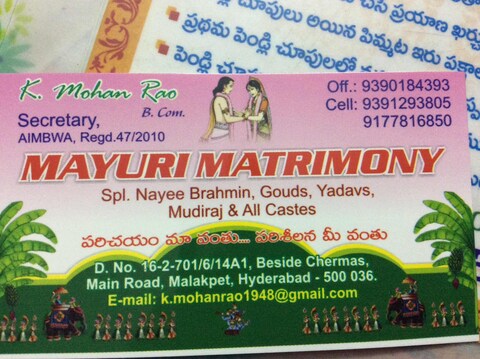 చూపులు అయిన పిమ్మట ఇరు
ప్రథమ పెండ్లి చూపులలో
పెండ్లి
K. Mohan Rao
B. Com.
Secretary,
AIMBWA, Regd.47/2010
Off.: 9390184393
Cell: 9391293805
9177816850
MAYURI MATRIMONY
Spl. Nayee Brahmin, Gouds, Yadavs,
Mudiraj & All Castes
పరిచయం మా వంతు.... పరిశీలన మీ వంతు
D. No. 16-2-701/6/14A1, Beside Chermas,
Main Road, Malakpet, Hyderabad - 500 036.
E-mail: k.mohanrao1948@gmail.com